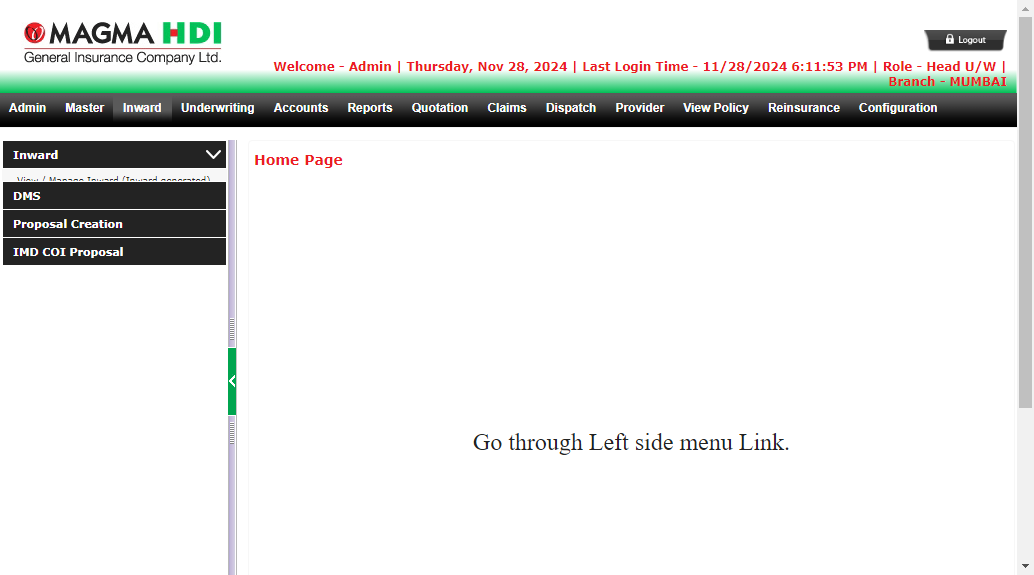 MAGMA HDI
General Insurance Company Ltd.
Logout
Welcome - Admin | Thursday, Nov 28, 2024 | Last Login Time - 11/28/2024 6:11:53 PM | Role - Head U/W |
Branch - MUMBAI
Admin Master Inward Underwriting Accounts Reports Quotation Claims Dispatch Provider View Policy Reinsurance Configuration
Inward
View / Manage Inward (Inward generated)
DMS
Proposal Creation
IMD COI Proposal
Home Page
Go through Left side menu Link.